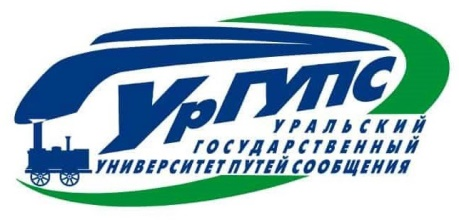 УрГУПС
УРАЛЬСКИЙ
ГОСУДАРСТВЕННЫЙ
УНИВЕРСИТЕТ ПУТЕЙ СООБЩЕНИЯ